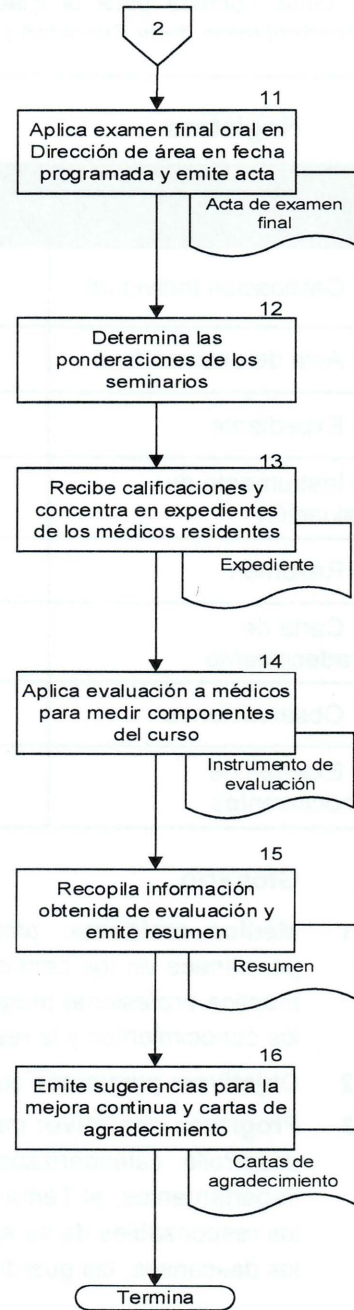 2
11
Aplica examen final oral en
Dirección de área en fecha
programada y emite acta
Acta de examen
final
12
Determina las
ponderaciones de los
seminarios
13
Recibe calificaciones y
concentra en expedientes
de los médicos residentes
Expediente
14
Aplica evaluación a médicos
para medir componentes
del curso
Instrumento de
evaluación
15
Recopila información
obtenida de evaluación y
emite resumen
Resumen
16
Emite sugerencias para la
mejora continua y cartas de
agradecimiento
Cartas de
agradecimiento
Termina